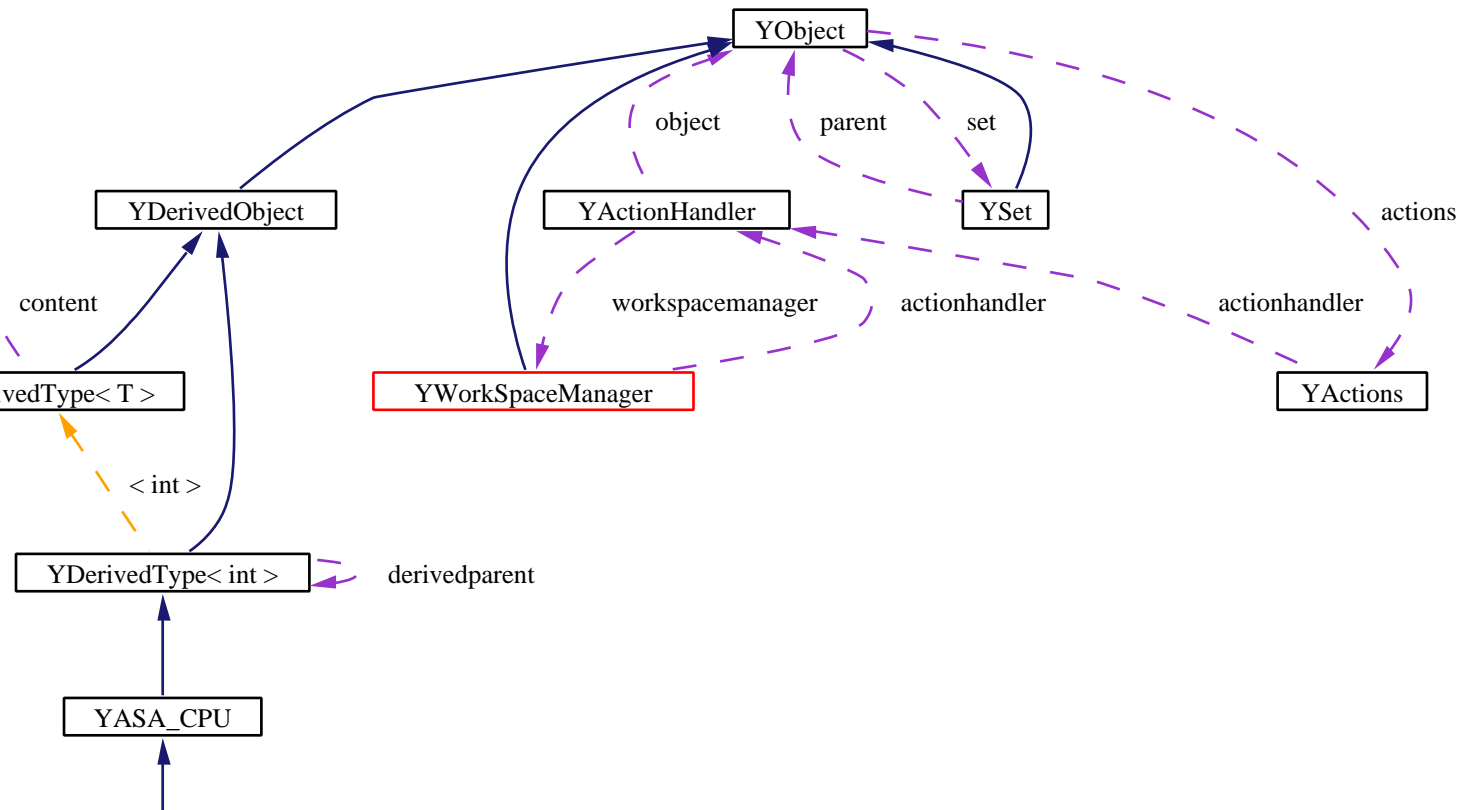 YObject
object
parent
set
YDerivedObject
YActionHandler
YSet
actions
content
workspacemanager
actionhandler
actionhandler
ivedType< T >
YWorkSpaceManager
YActions
< int >
YDerivedType< int >
derivedparent
YASA_CPU